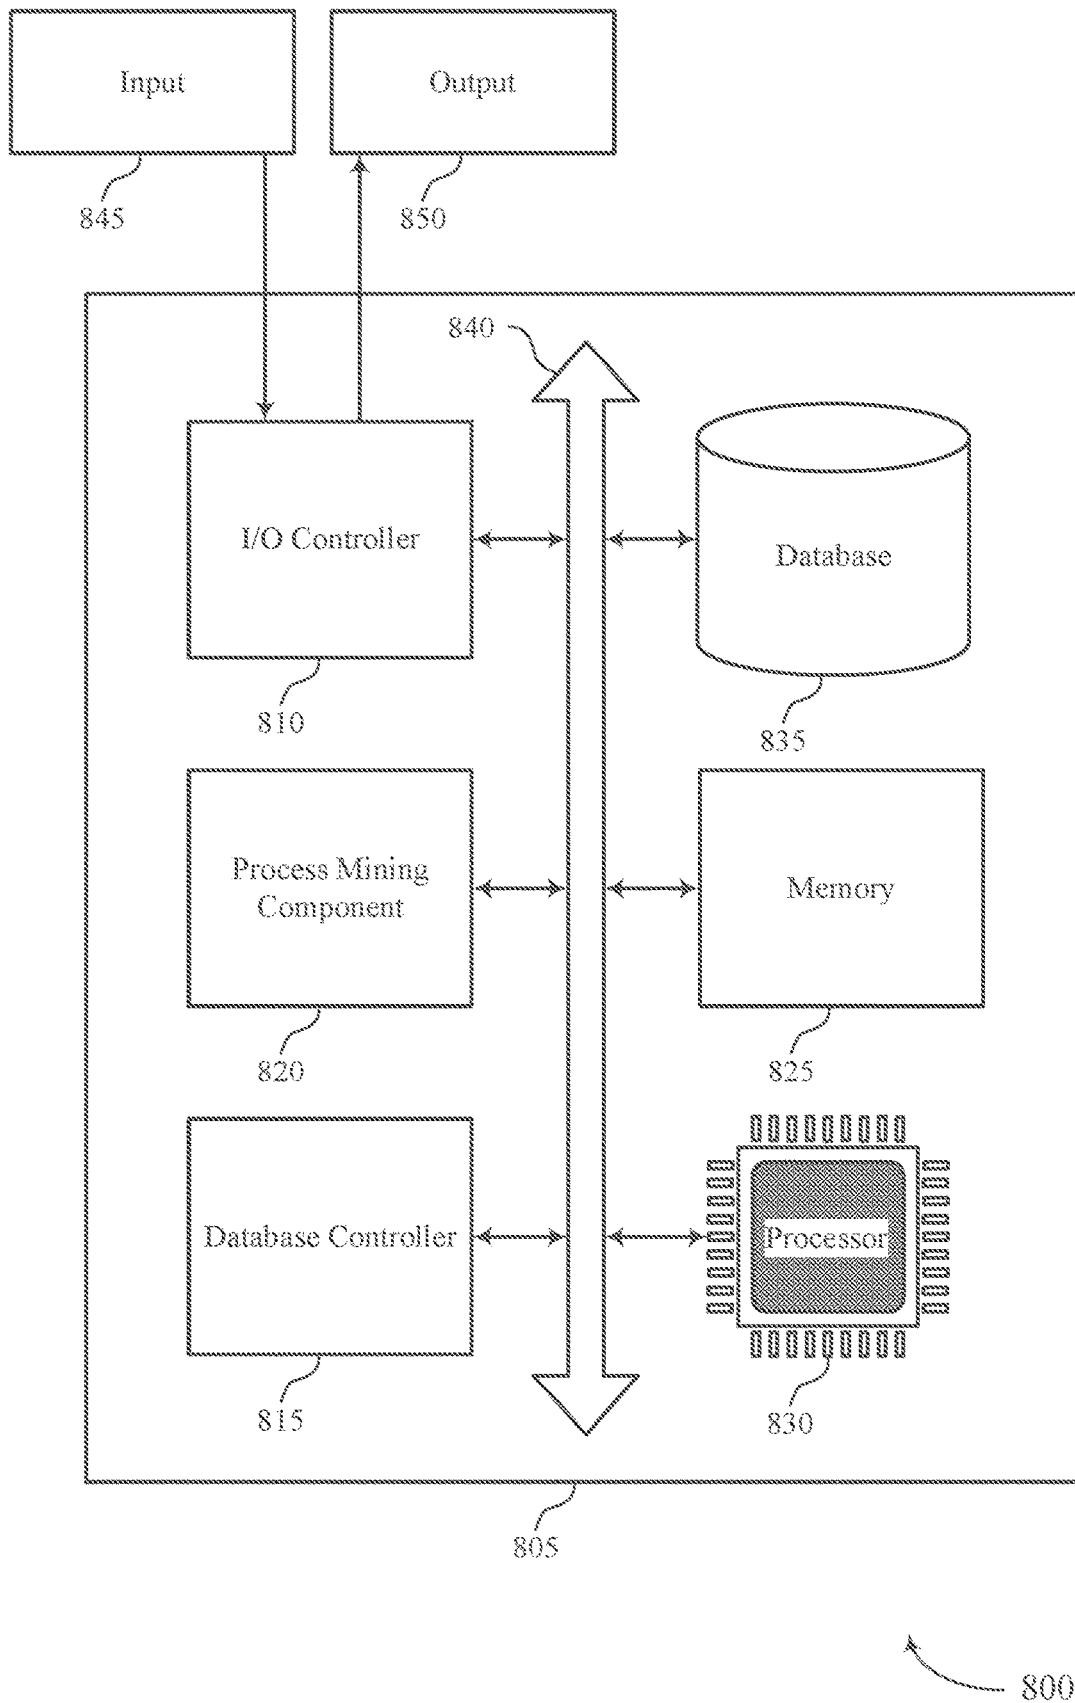 Input
Output
845
850
840
I/O Controller
Database
810
835
Process Mining
Component
Memory
820
825
Database Controller
Processor
815
830
805
800